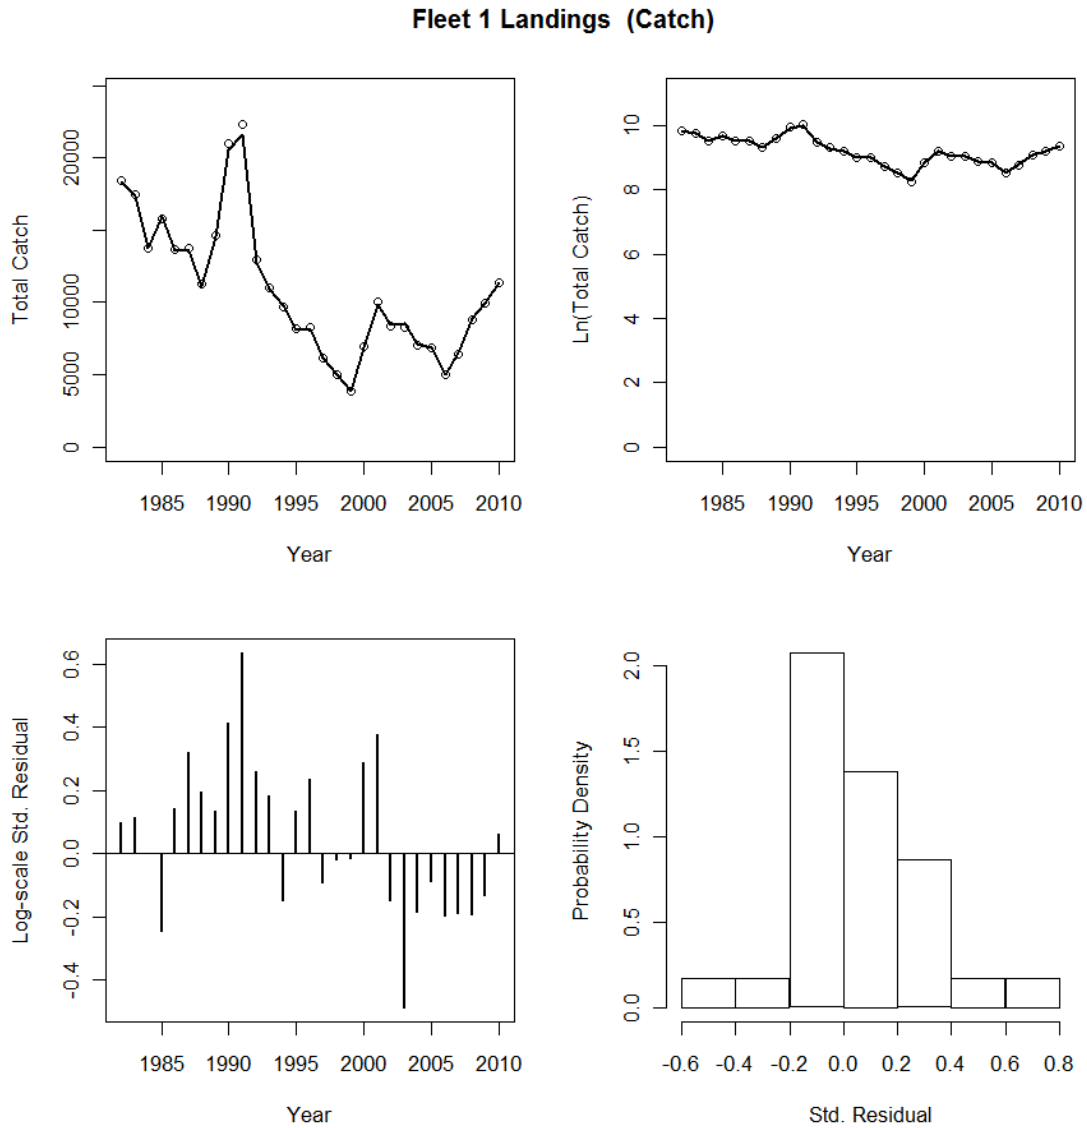 Fleet 1 Landings (Catch)
Total Catch
0 5000 10000 20000
1985 1990 1995 2000 2005 2010
Year
Ln(Total Catch)
0 2 4 6 8 10
1985 1990 1995 2000 2005 2010
Year
Log-scale Std. Residual
-0.4 -0.2 0.0 0.2 0.4 0.6
1985 1990 1995 2000 2005 2010
Year
Probability Density
0.0 0.5 1.0 1.5 2.0
-0.6 -0.4 -0.2 0.0 0.2 0.4 0.6 0.8
Std. Residual